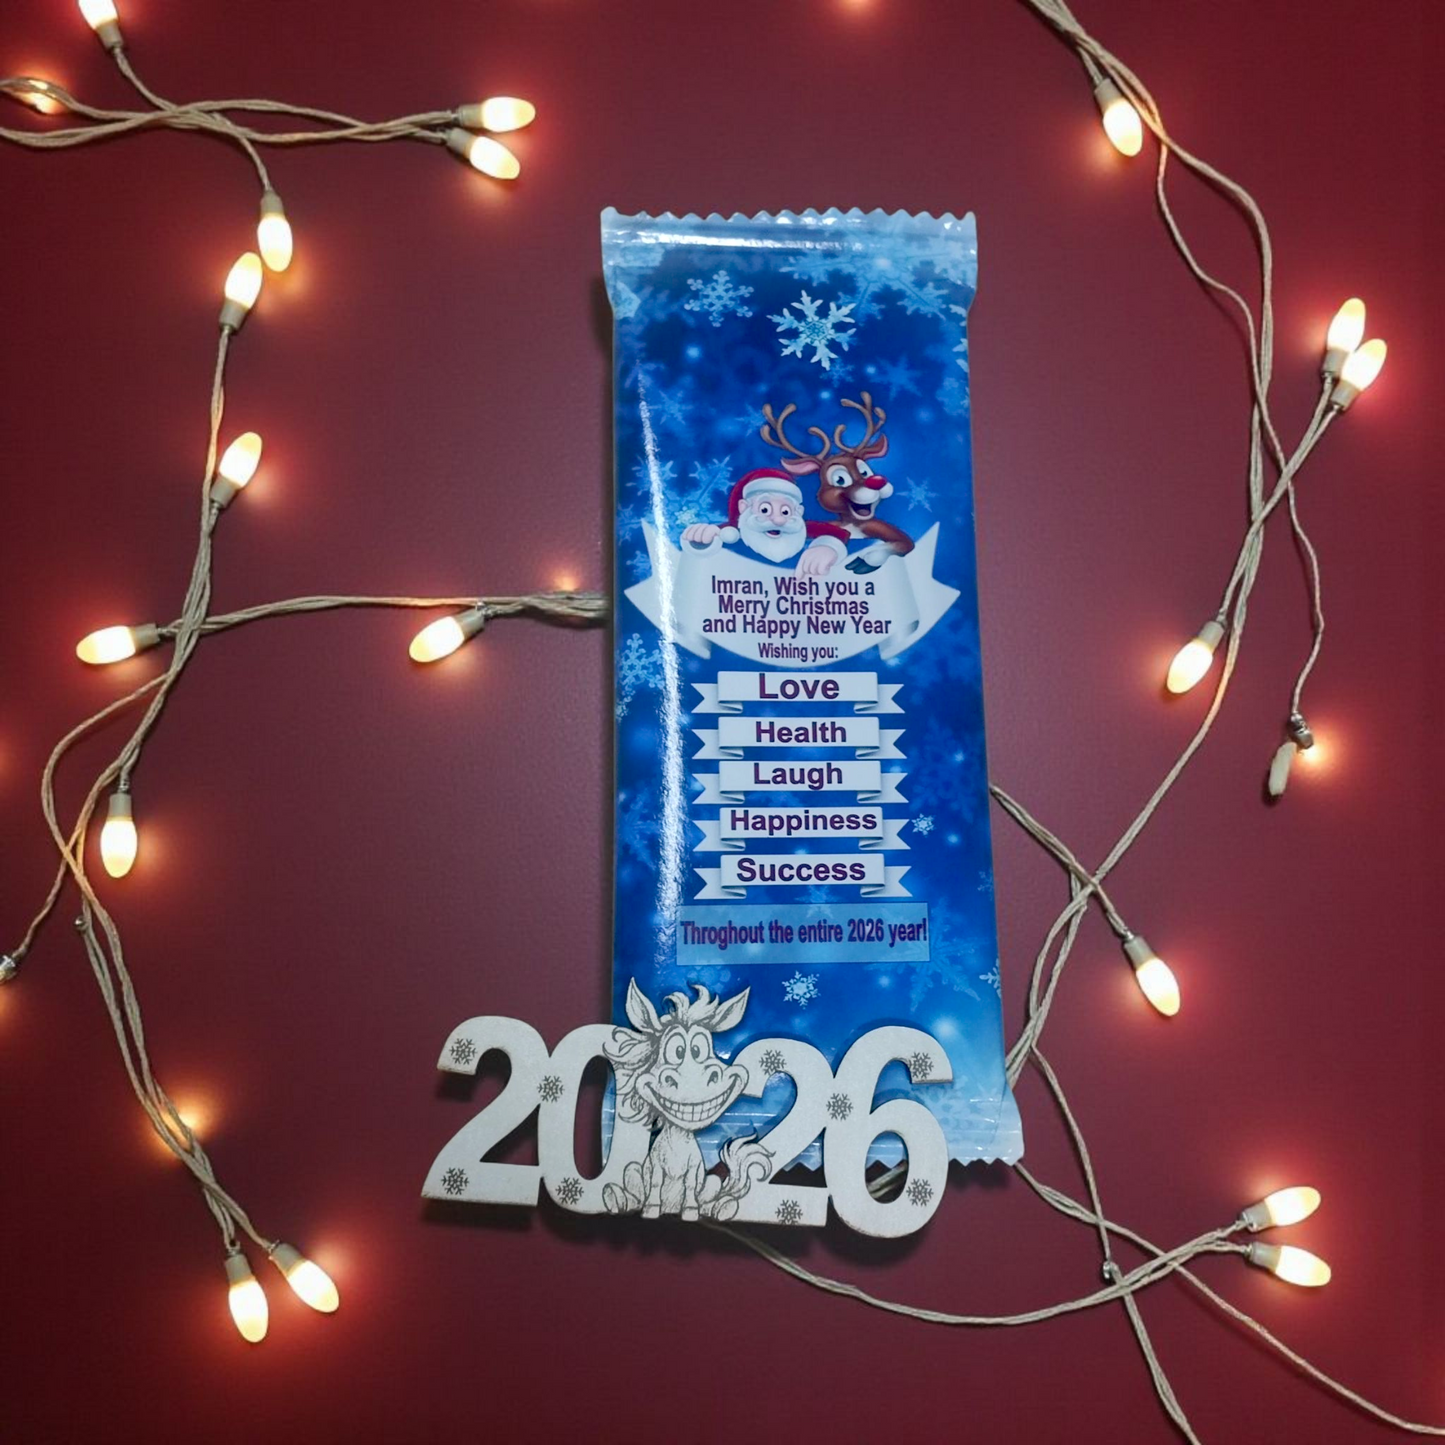 Imran, Wish you a
Merry Christmas
and Happy New Year
Wishing you:
Love
Health
Laugh
Happiness
Success
Throghout the entire 2026 year!
2026